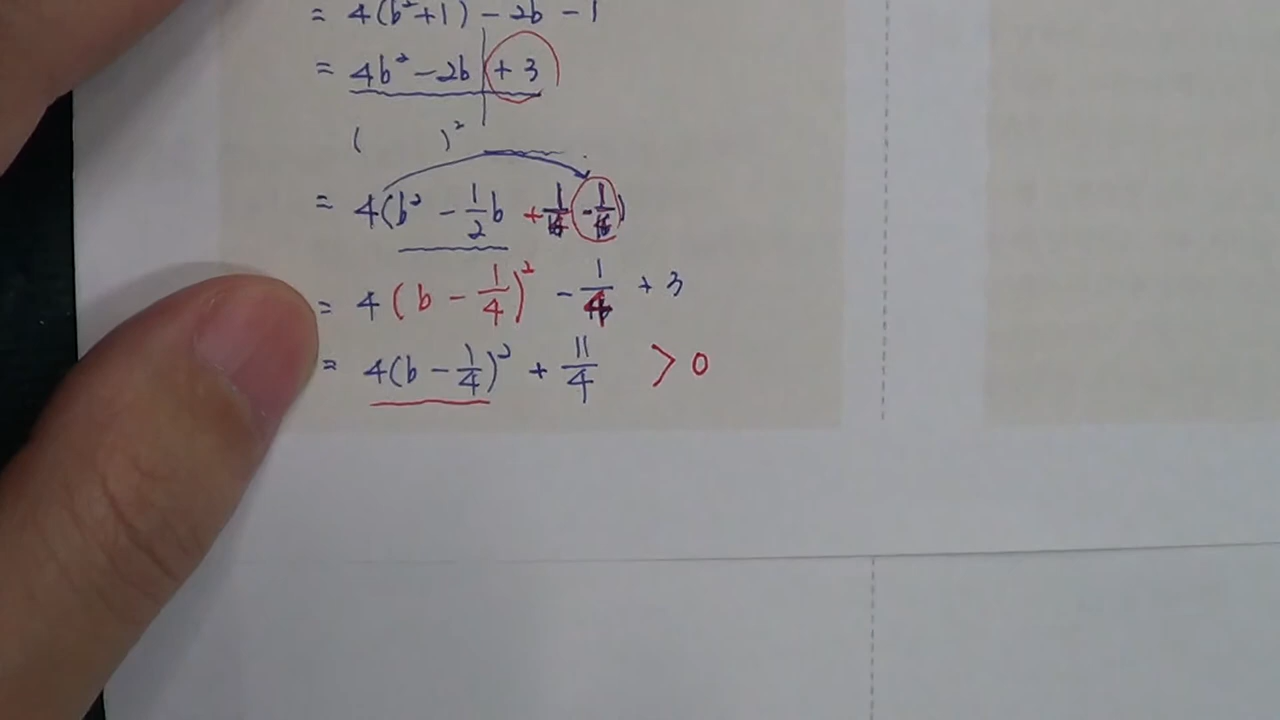 = 4(b²+1) - 2b - 1
= 4b² - 2b + 3
( )²
= 4(b² - 1/2 b + 1/16 - 1/16)
= 4(b - 1/4)² - 1/4 + 3
= 4(b - 1/4)² + 11/4 > 0